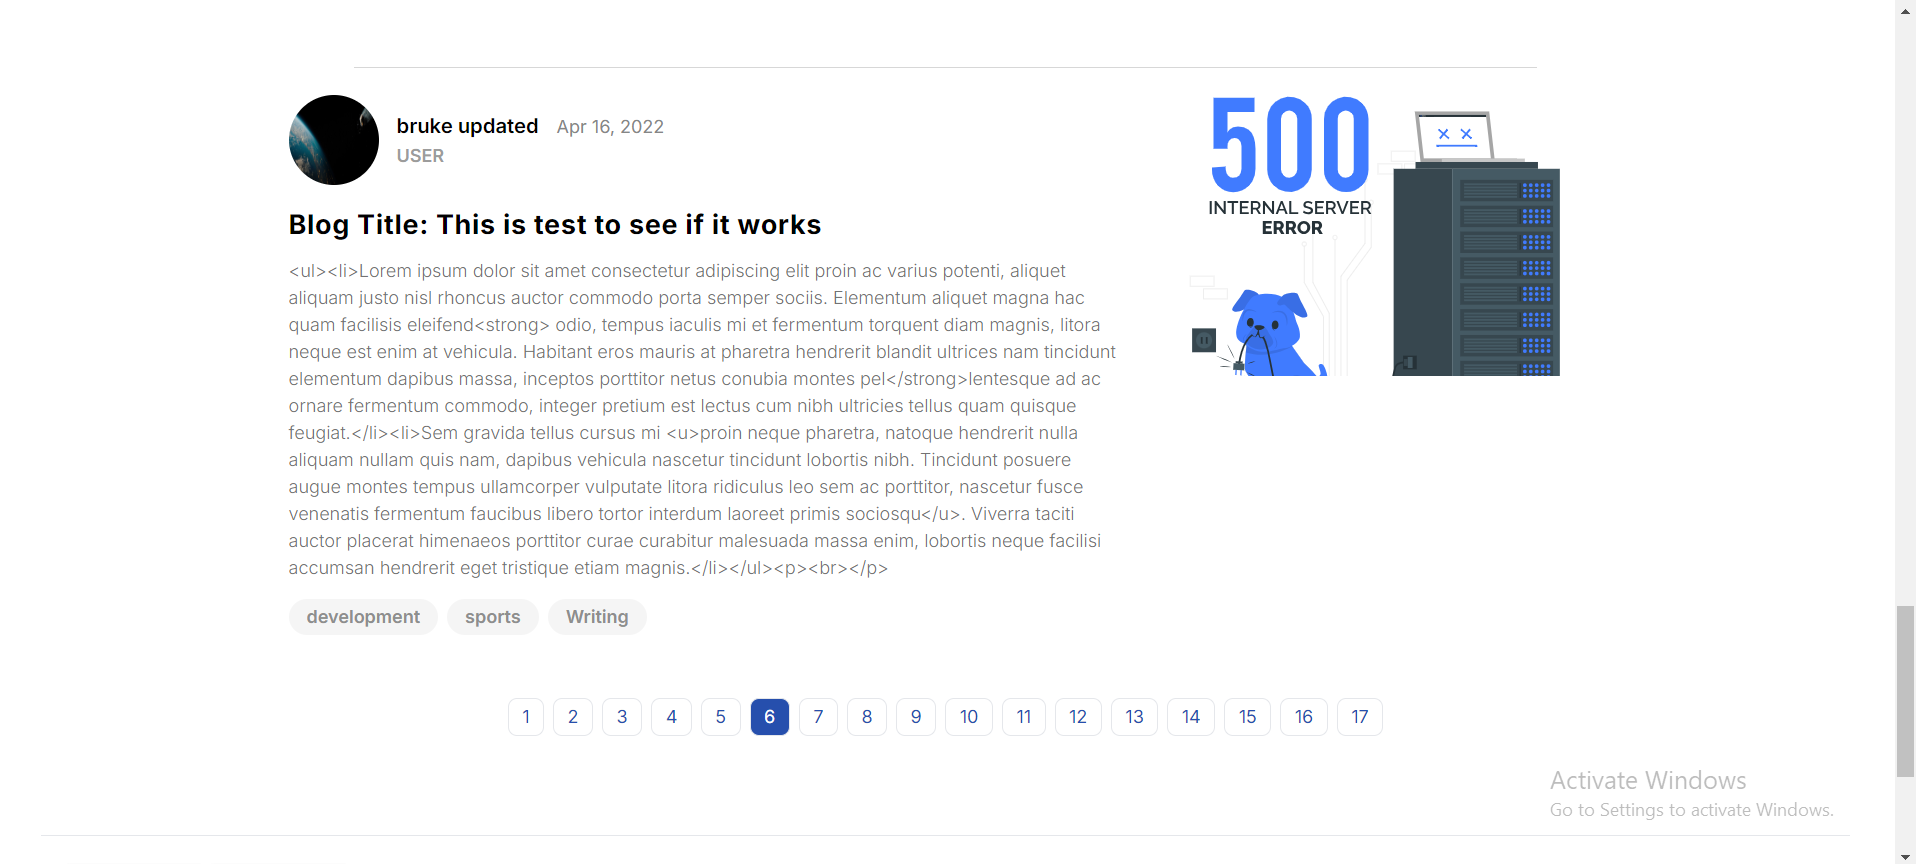 bruke updated Apr 16, 2022
USER
Blog Title: This is test to see if it works
<ul><li>Lorem ipsum dolor sit amet consectetur adipiscing elit proin ac varius potenti, aliquet
aliquam justo nisl rhoncus auctor commodo porta semper sociis. Elementum aliquet magna hac
quam facilisis eleifend<strong> odio, tempus iaculis mi et fermentum torquent diam magnis, litora
neque est enim at vehicula. Habitant eros mauris at pharetra hendrerit blandit ultrices nam tincidunt
elementum dapibus massa, inceptos porttitor netus conubia montes pel</strong>lentesque ad ac
ornare fermentum commodo, integer pretium est lectus cum nibh ultricies tellus quam quisque
feugiat.</li><li>Sem gravida tellus cursus mi <u>proin neque pharetra, natoque hendrerit nulla
aliquam nullam quis nam, dapibus vehicula nascetur tincidunt lobortis nibh. Tincidunt posuere
augue montes tempus ullamcorper vulputate litora ridiculus leo sem ac porttitor, nascetur fusce
venenatis fermentum faucibus libero tortor interdum laoreet primis sociosqu</u>. Viverra taciti
auctor placerat himenaeos porttitor curae curabitur malesuada massa enim, lobortis neque facilisi
accumsan hendrerit eget tristique etiam magnis.</li></ul><p><br></p>
development sports Writing
500
INTERNAL SERVER
ERROR
1 2 3 4 5 6 7 8 9 10 11 12 13 14 15 16 17
Activate Windows
Go to Settings to activate Windows.